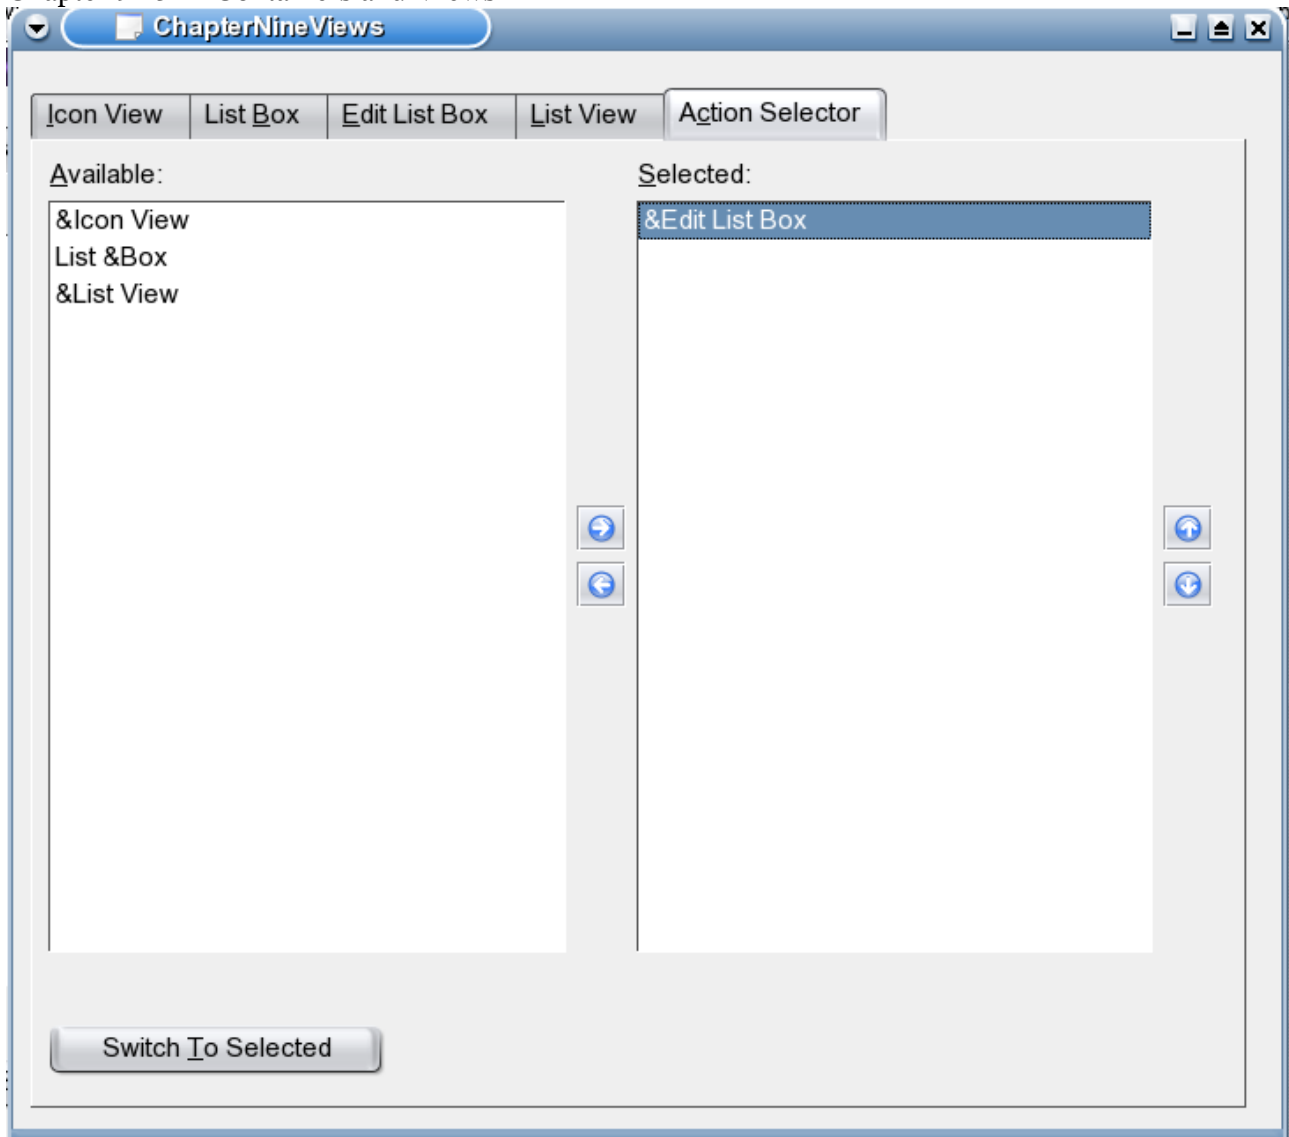 ChapterNineViews
Icon View List Box Edit List Box List View Action Selector
Available: Selected:
&Icon View &Edit List Box
List &Box
&List View
Switch To Selected